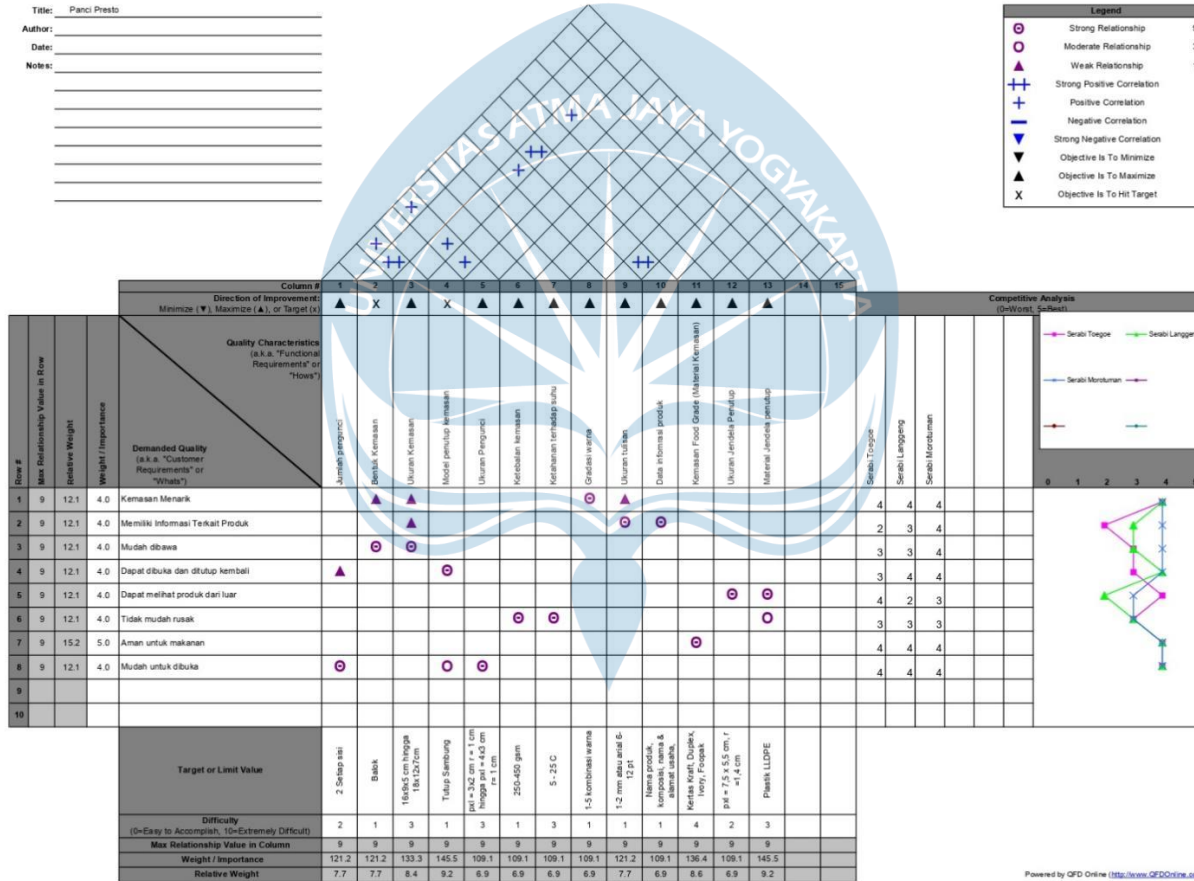 Title: Panci Presto
Author:
Date:
Notes:
Legend
Strong Relationship
Moderate Relationship
Weak Relationship
++ Strong Positive Correlation
+ Positive Correlation
Negative Correlation
▼ Strong Negative Correlation
▼ Objective Is To Minimize
▲ Objective Is To Maximize
X Objective Is To Hit Target
UNIVERSITAS ATMA JAYA YOGYAKARTA
Column # 1 2 3 4 5 6 7 8 9 10 11 12 13 14 15
Direction of Improvement:
Minimize (▼), Maximize (▲), or Target (x)
▲ X ▲ X ▲ ▲ ▲ ▲ ▲ ▲ ▲ ▲ ▲
Competitive Analysis
(0=Worst, 5=Best)
Row #
Max Relationship Value in Row
Relative Weight
Weight / Importance
Quality Characteristics
(a.k.a. "Functional
Requirements" or
"Hows")
Demanded Quality
(a.k.a. "Customer
Requirements" or
"Whats")
Jumlah pengunci
Bentuk Kemasan
Ukuran Kemasan
Model penutup kemasan
Ukuran Pengunci
Ketebalan kemasan
Ketahanan terhadap suhu
Gradasi warna
Ukuran tulisan
Data infomrasi produk
Kemasan Food Grade (Material Kemasan)
Ukuran Jendela Penutup
Material Jendela penutup
Serabi Toegoe
Serabi Langgeng
Serabi Morotuman
Serabi Toegoe
Serabi Morotuman
0 1 2 3 4
1 9 12.1 4.0 Kemasan Menarik 4 4 4
2 9 12.1 4.0 Memiliki Informasi Terkait Produk 2 3 4
3 9 12.1 4.0 Mudah dibawa 3 3 4
4 9 12.1 4.0 Dapat dibuka dan ditutup kembali 3 4 4
5 9 12.1 4.0 Dapat melihat produk dari luar 4 2 3
6 9 12.1 4.0 Tidak mudah rusak 3 3 3
7 9 15.2 5.0 Aman untuk makanan 4 4 4
8 9 12.1 4.0 Mudah untuk dibuka 4 4 4
9
10
Target or Limit Value
2 Setiap sisi
Balok
16x9x5 cm hingga
18x12x7cm
Tutup Sambung
pxl = 3x2 cm r = 1 cm
hingga pxl = 4x3 cm
r= 1 cm
250-450 gsm
5 - 25 C
1-5 kombinasi warna
1-2 mm atau arial 6-
12 pt
Nama produk,
komposisi, nama &
alamat usaha,
Kertas Kraft, Duplex,
Ivory, Foopak
pxl = 7,5 x 5,5 cm, r
=1,4 cm
Plastik LLDPE
Difficulty
(0=Easy to Accomplish, 10=Extremely Difficult)
2 1 3 1 3 1 3 1 1 1 4 2 3
Max Relationship Value in Column 9 9 9 9 9 9 9 9 9 9 9 9 9
Weight / Importance 121.2 121.2 133.3 145.5 109.1 109.1 109.1 109.1 121.2 109.1 136.4 109.1 145.5
Relative Weight 7.7 7.7 8.4 9.2 6.9 6.9 6.9 6.9 7.7 6.9 8.6 6.9 9.2
Powered by QFD Online